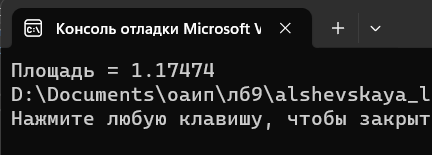 Консоль отладки Microsoft V
Площадь = 1.17474
D:\Documents\оаип\лб9\alshevskaya_l
Нажмите любую клавишу, чтобы закрыт